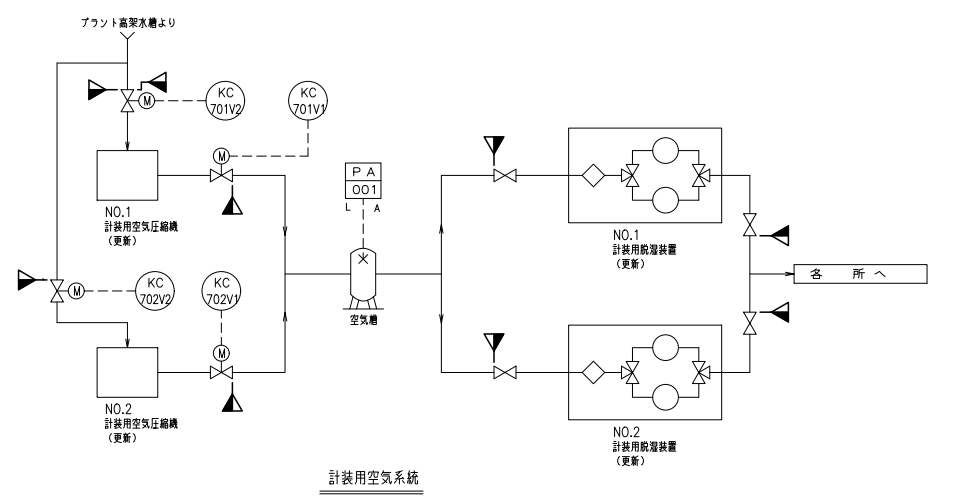 プラント高架水槽より
M
KC
701V2
KC
701V1
M
NO.1
計装用空気圧縮機
(更新)
PA
001
L A
空気槽
M
KC
702V2
KC
702V1
M
NO.2
計装用空気圧縮機
(更新)
NO.1
計装用脱湿装置
(更新)
各所へ
NO.2
計装用脱湿装置
(更新)
計装用空気系統